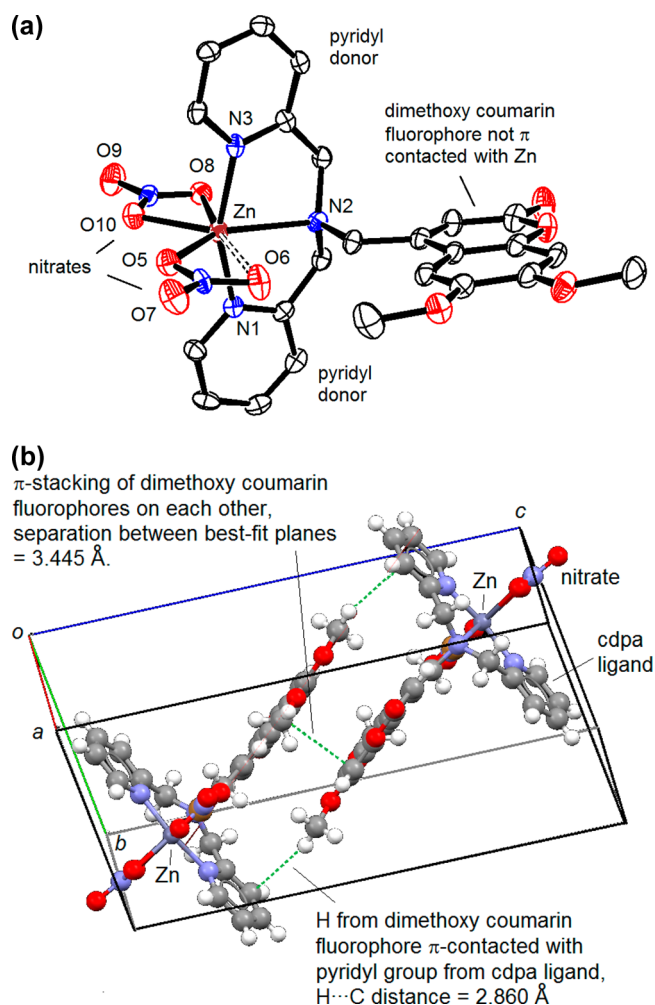 (a)
pyridyl
donor
dimethoxy coumarin
fluorophore not π
contacted with Zn
N3
O9
O8
Zn
N2
O10
nitrates
O5
O6
O7
N1
pyridyl
donor
(b)
π-stacking of dimethoxy coumarin
fluorophores on each other,
separation between best-fit planes
= 3.445 Å.
c
Zn
nitrate
o
cdpa
ligand
a
b
Zn
H from dimethoxy coumarin
fluorophore π-contacted with
pyridyl group from cdpa ligand,
H···C distance = 2.860 Å